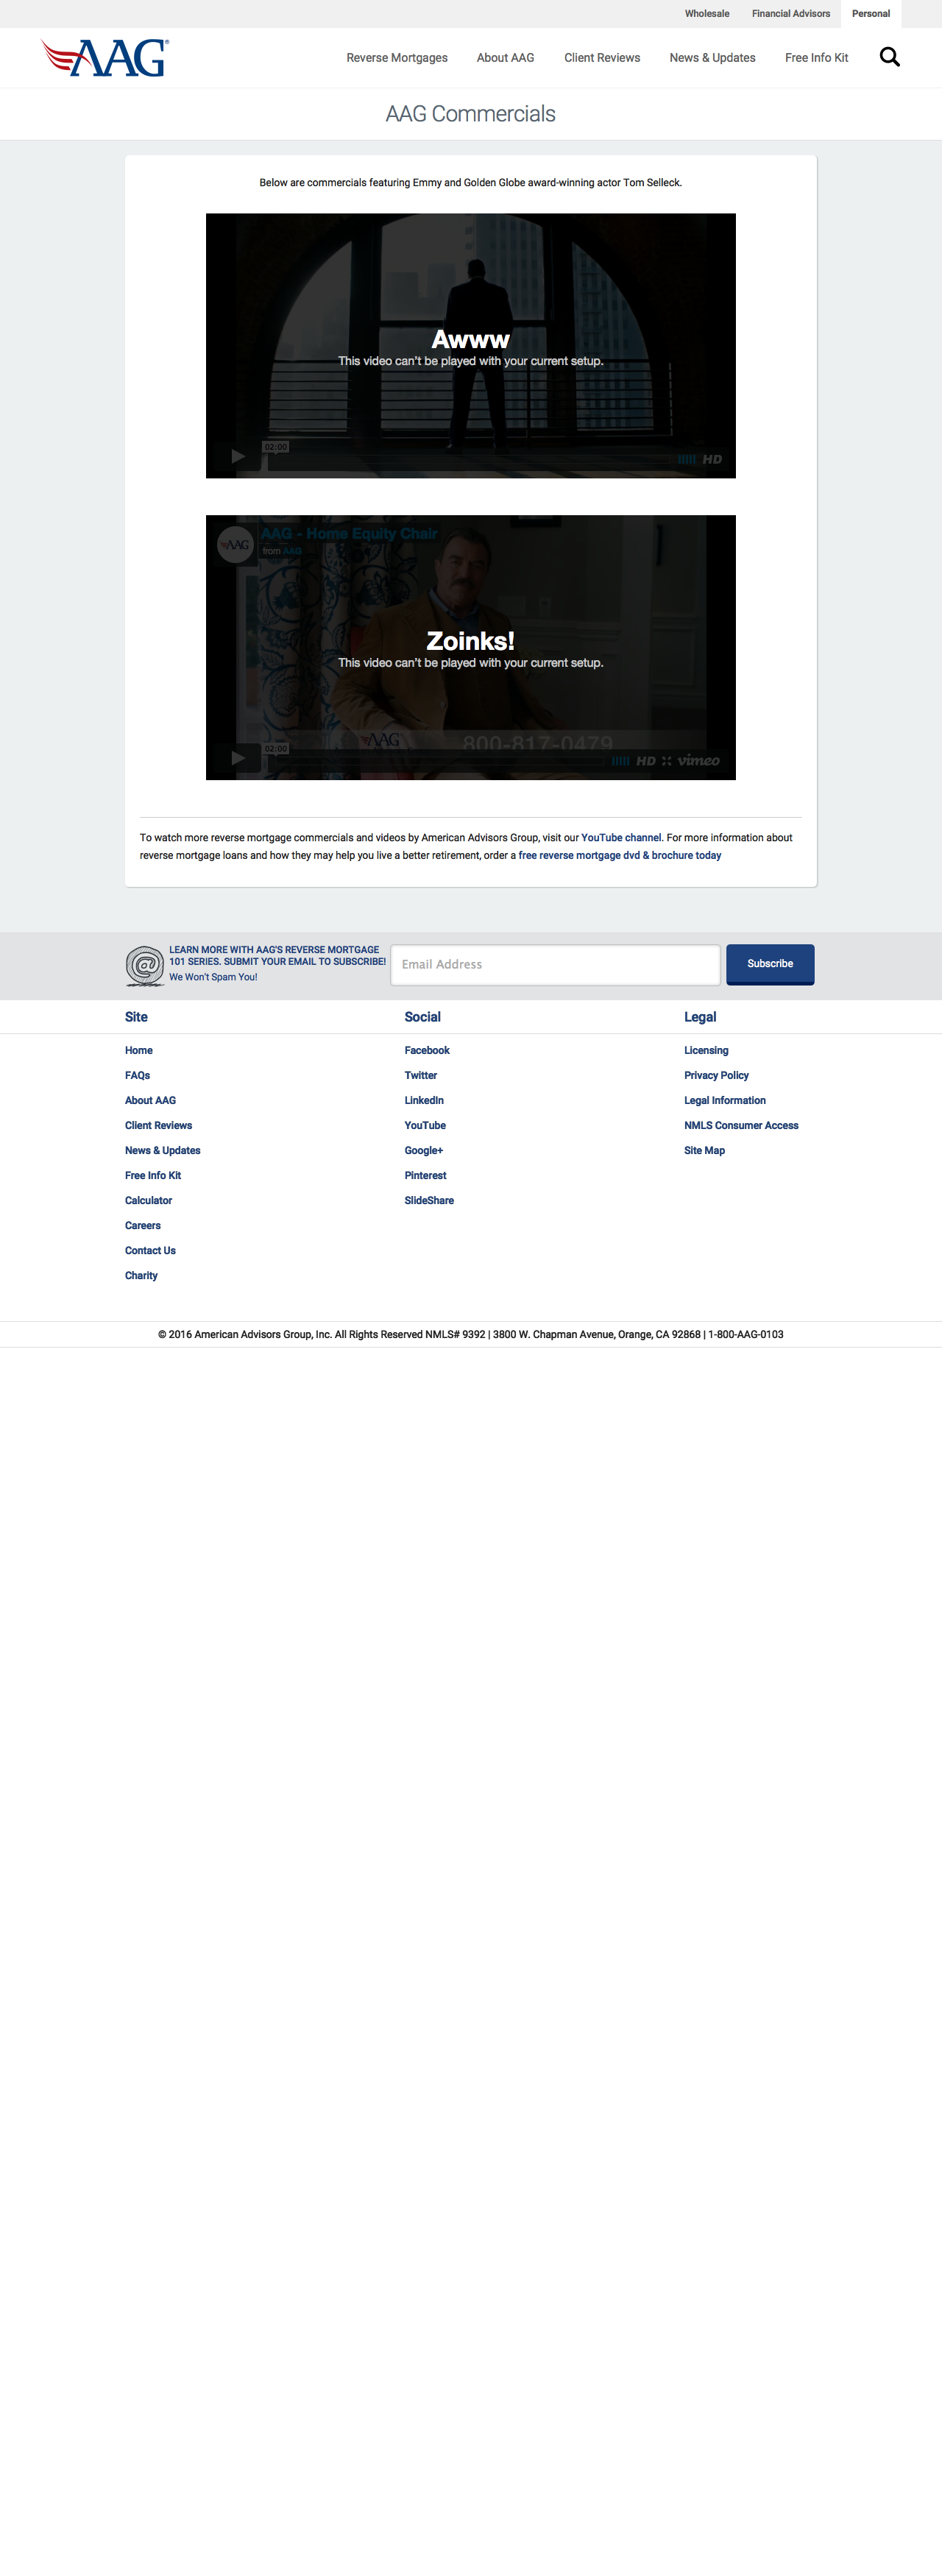 Wholesale Financial Advisors Personal
AAG®
Reverse Mortgages About AAG Client Reviews News & Updates Free Info Kit
AAG Commercials
Below are commercials featuring Emmy and Golden Globe award-winning actor Tom Selleck.
Awww
This video can't be played with your current setup.
02:00
HD
AAG
AAG - Home Equity Chair
from AAG
Zoinks!
This video can't be played with your current setup.
AAG 800-817-0479
02:00
HD vimeo
To watch more reverse mortgage commercials and videos by American Advisors Group, visit our YouTube channel. For more information about
reverse mortgage loans and how they may help you live a better retirement, order a free reverse mortgage dvd & brochure today
LEARN MORE WITH AAG'S REVERSE MORTGAGE
101 SERIES. SUBMIT YOUR EMAIL TO SUBSCRIBE!
We Won't Spam You!
@
Email Address
Subscribe
Site
Home
FAQs
About AAG
Client Reviews
News & Updates
Free Info Kit
Calculator
Careers
Contact Us
Charity
Social
Facebook
Twitter
LinkedIn
YouTube
Google+
Pinterest
SlideShare
Legal
Licensing
Privacy Policy
Legal Information
NMLS Consumer Access
Site Map
© 2016 American Advisors Group, Inc. All Rights Reserved NMLS# 9392 | 3800 W. Chapman Avenue, Orange, CA 92868 | 1-800-AAG-0103